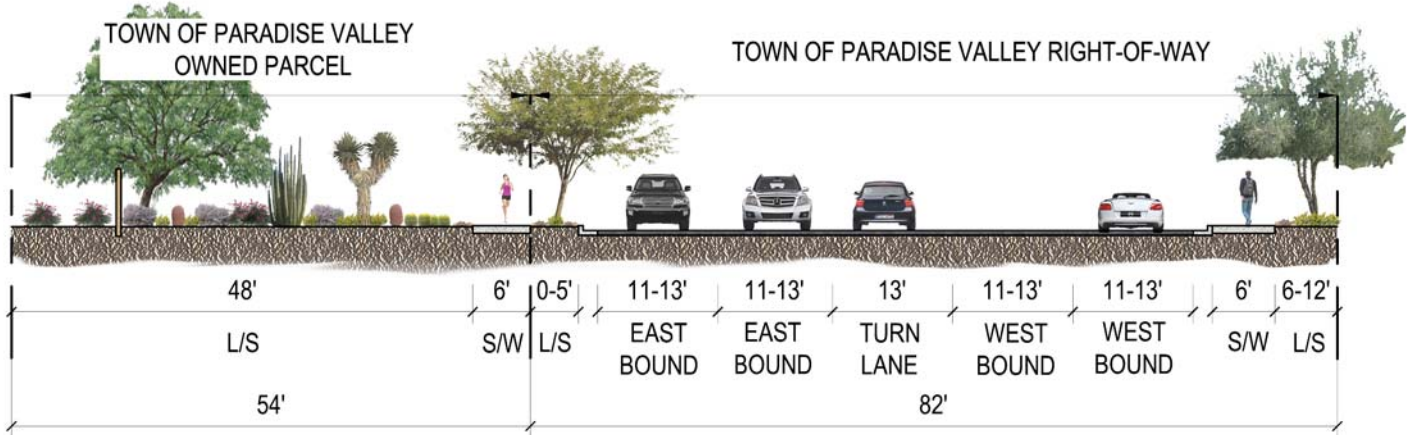 TOWN OF PARADISE VALLEY
OWNED PARCEL
TOWN OF PARADISE VALLEY RIGHT-OF-WAY
48' 6' 0-5' 11-13' 11-13' 13' 11-13' 11-13' 6' 6-12'
L/S S/W L/S EAST EAST TURN WEST WEST S/W L/S
BOUND BOUND LANE BOUND BOUND
54' 82'